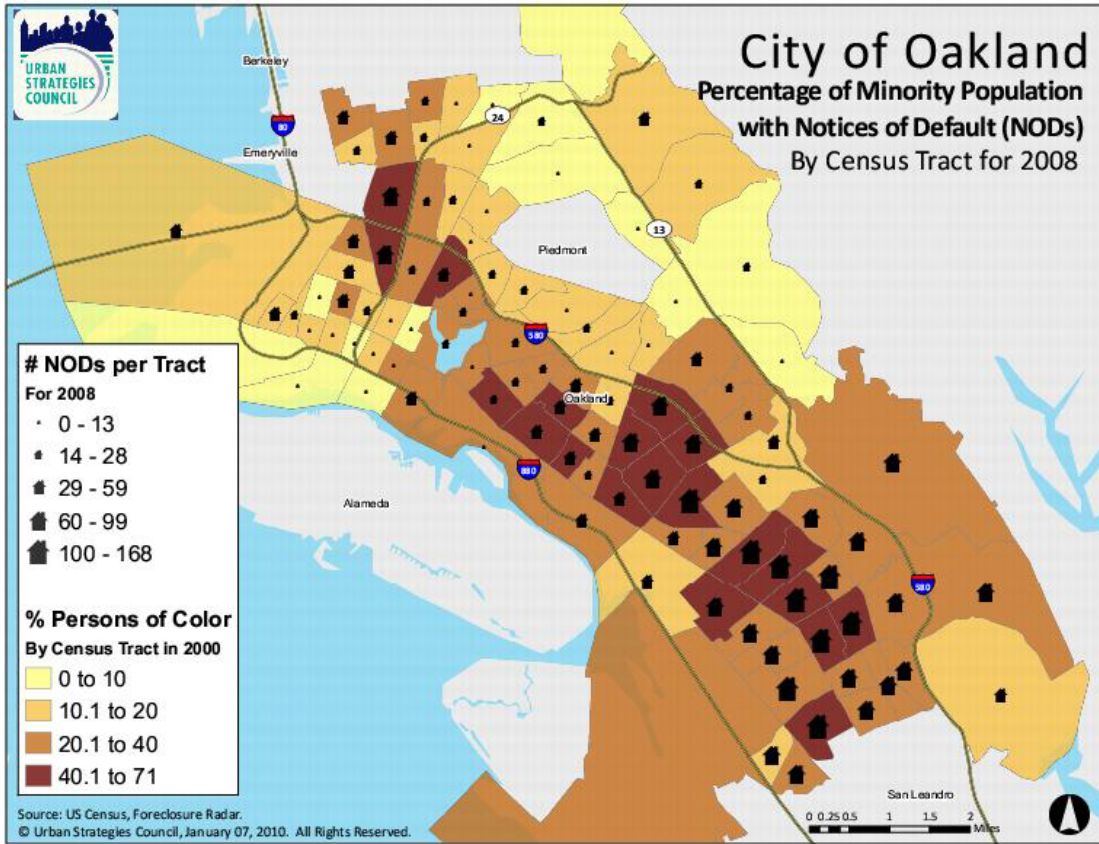 URBAN
STRATEGIES
COUNCIL
City of Oakland
Percentage of Minority Population
with Notices of Default (NODs)
By Census Tract for 2008
Berkeley
80
24
Emeryville
Piedmont
13
580
Oakland
880
Alameda
580
San Leandro
# NODs per Tract
For 2008
0 - 13
14 - 28
29 - 59
60 - 99
100 - 168
% Persons of Color
By Census Tract in 2000
0 to 10
10.1 to 20
20.1 to 40
40.1 to 71
Source: US Census, Foreclosure Radar.
© Urban Strategies Council, January 07, 2010. All Rights Reserved.
0 0.25 0.5 1 1.5 2
Miles